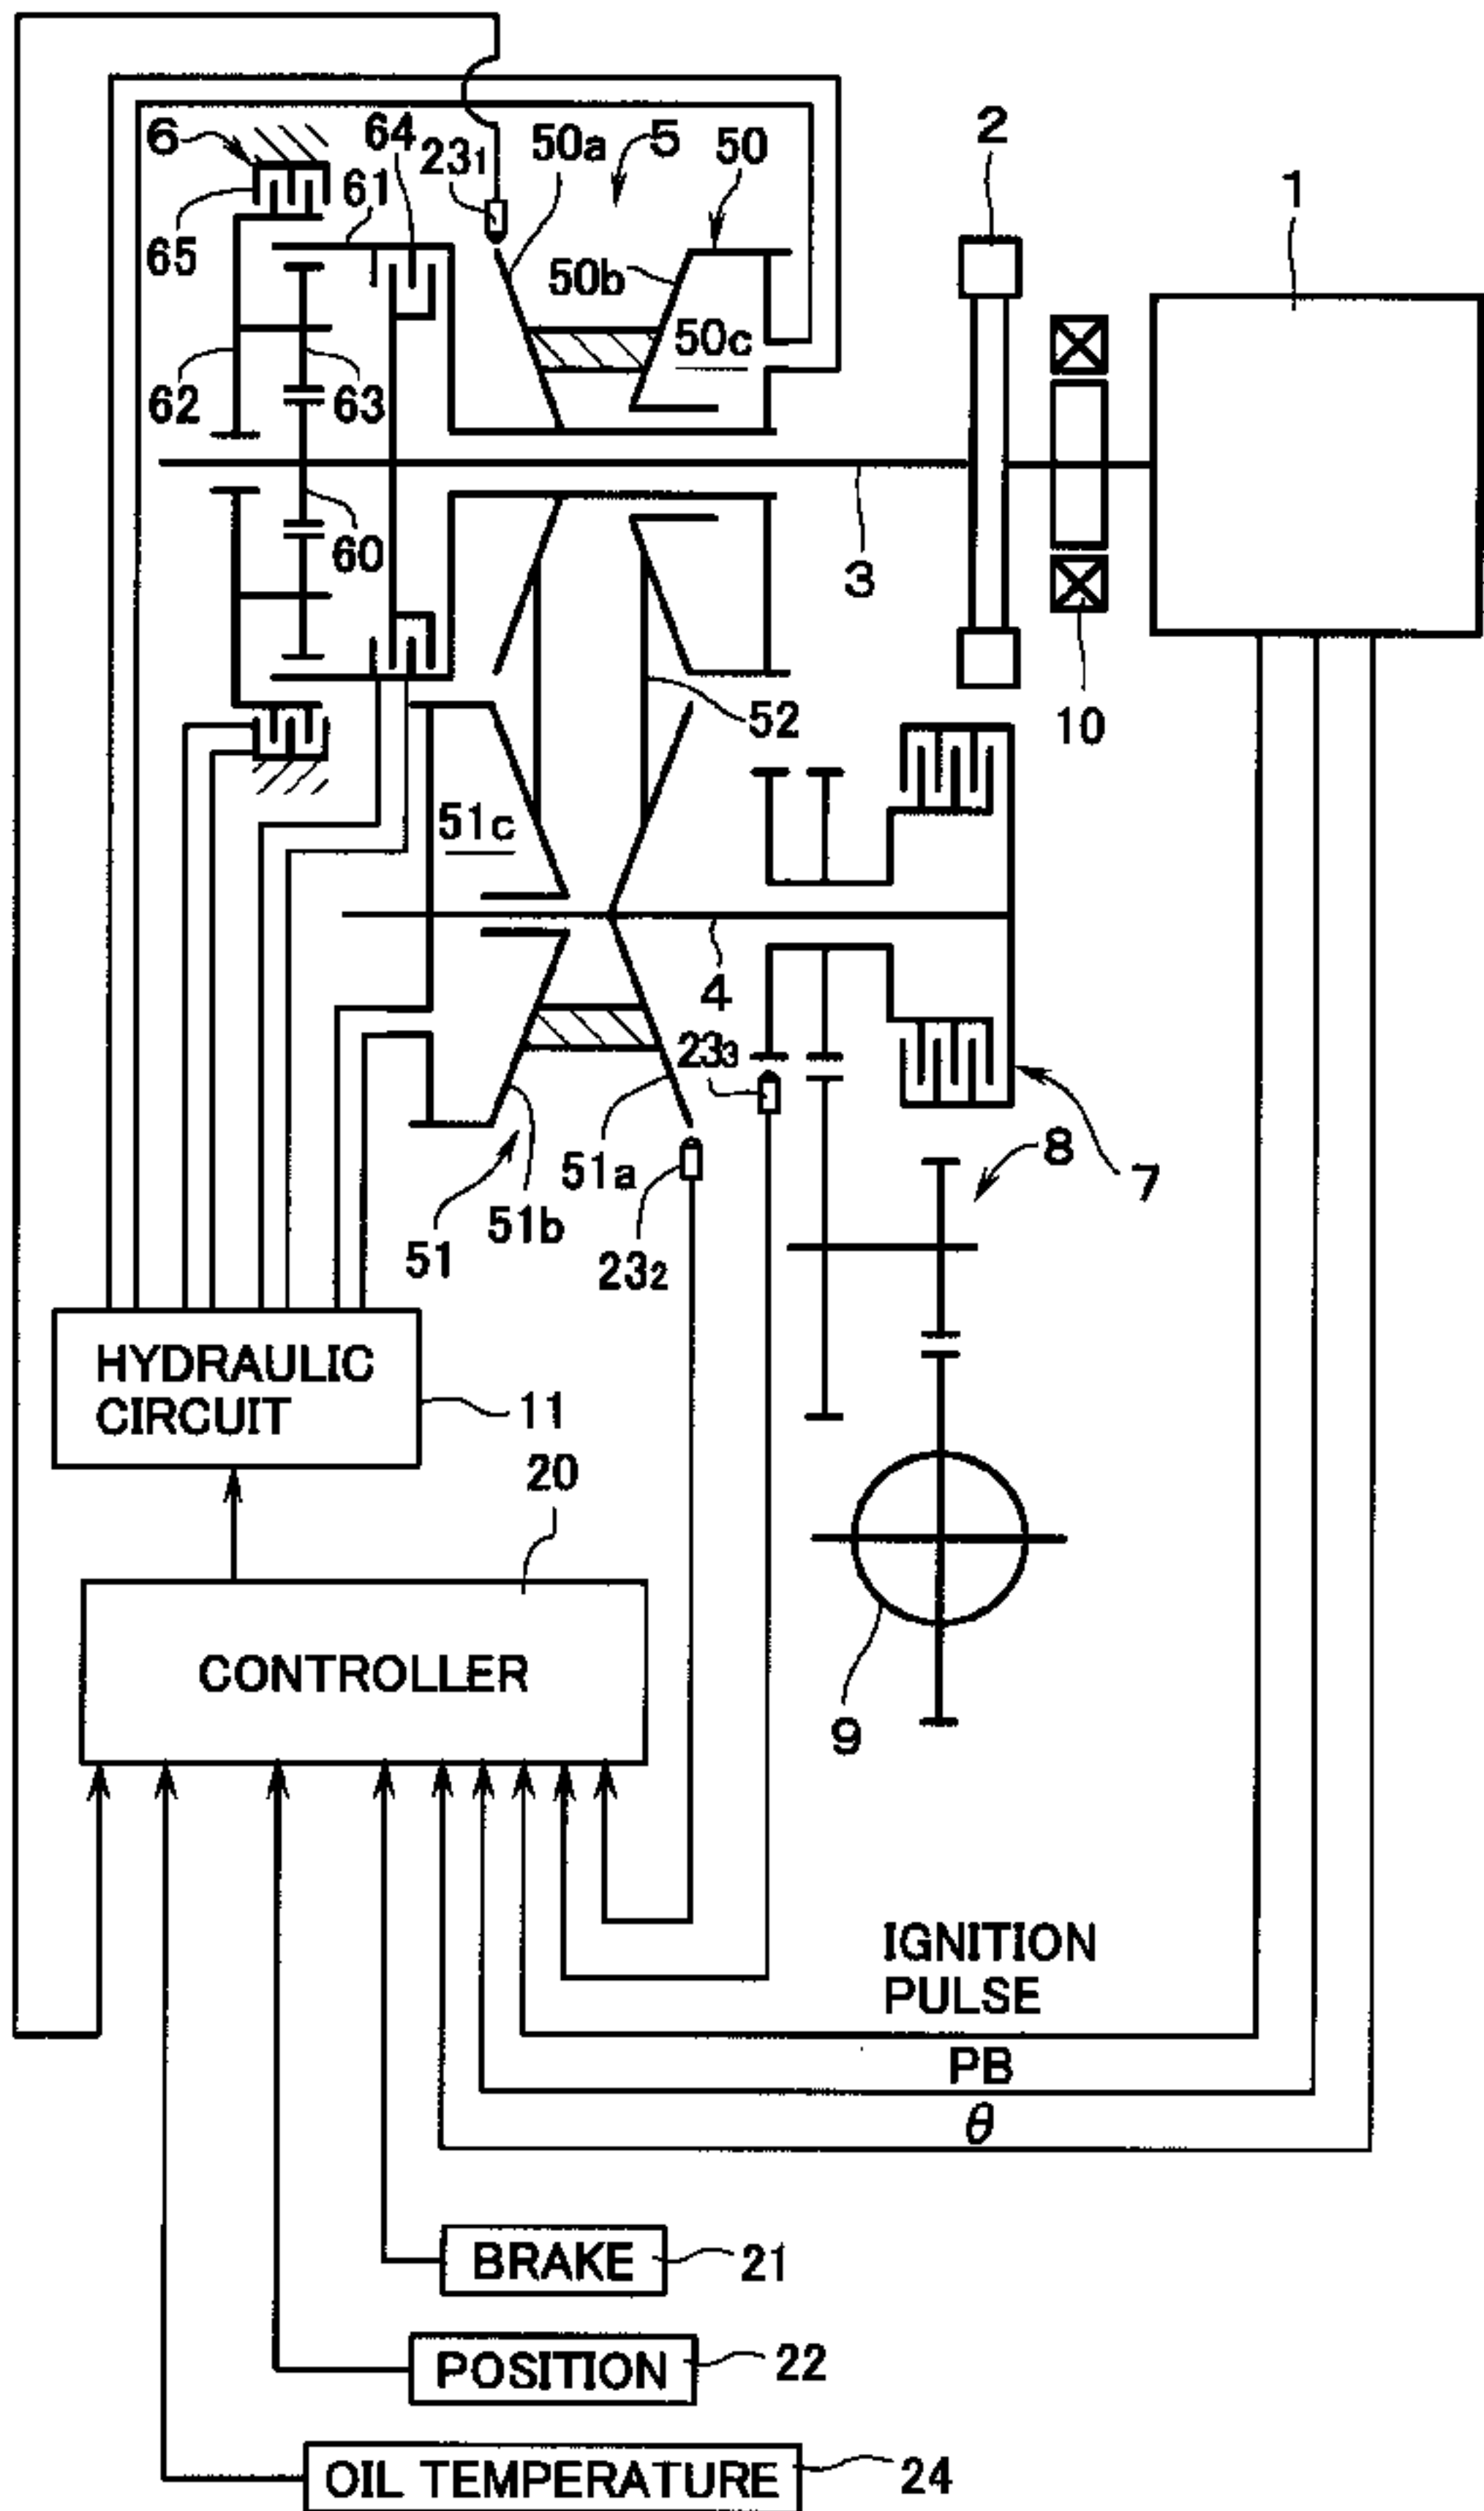 2
1
6
64
23₁
50a
5
50
61
65
50b
50c
62
63
60
3
52
10
51c
4
23₃
8
7
51a
51b
51
23₂
HYDRAULIC
CIRCUIT
11
20
CONTROLLER
9
IGNITION
PULSE
PB
θ
BRAKE
21
POSITION
22
OIL TEMPERATURE
24